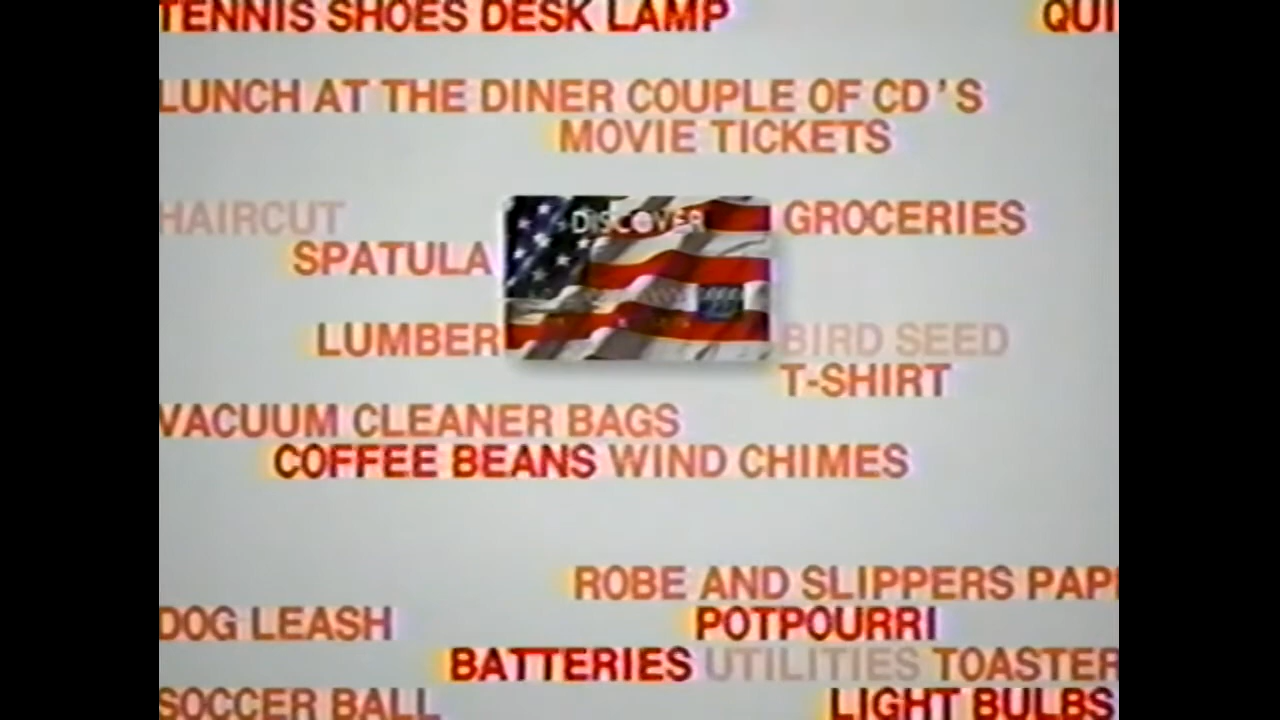 TENNIS SHOES DESK LAMP QUI
LUNCH AT THE DINER COUPLE OF CD'S
MOVIE TICKETS
HAIRCUT DISCOVER GROCERIES
SPATULA
LUMBER BIRD SEED
T-SHIRT
VACUUM CLEANER BAGS
COFFEE BEANS WIND CHIMES
ROBE AND SLIPPERS PAP
DOG LEASH POTPOURRI
BATTERIES UTILITIES TOASTER
SOCCER BALL LIGHT BULBS